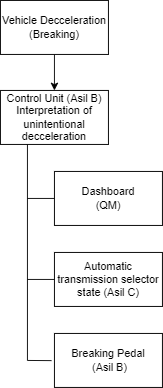 Vehicle Decceleration
(Breaking)
Control Unit (Asil B)
Interpretation of
unintentional
decceleration
Dashboard
(QM)
Automatic
transmission selector
state (Asil C)
Breaking Pedal
(Asil B)